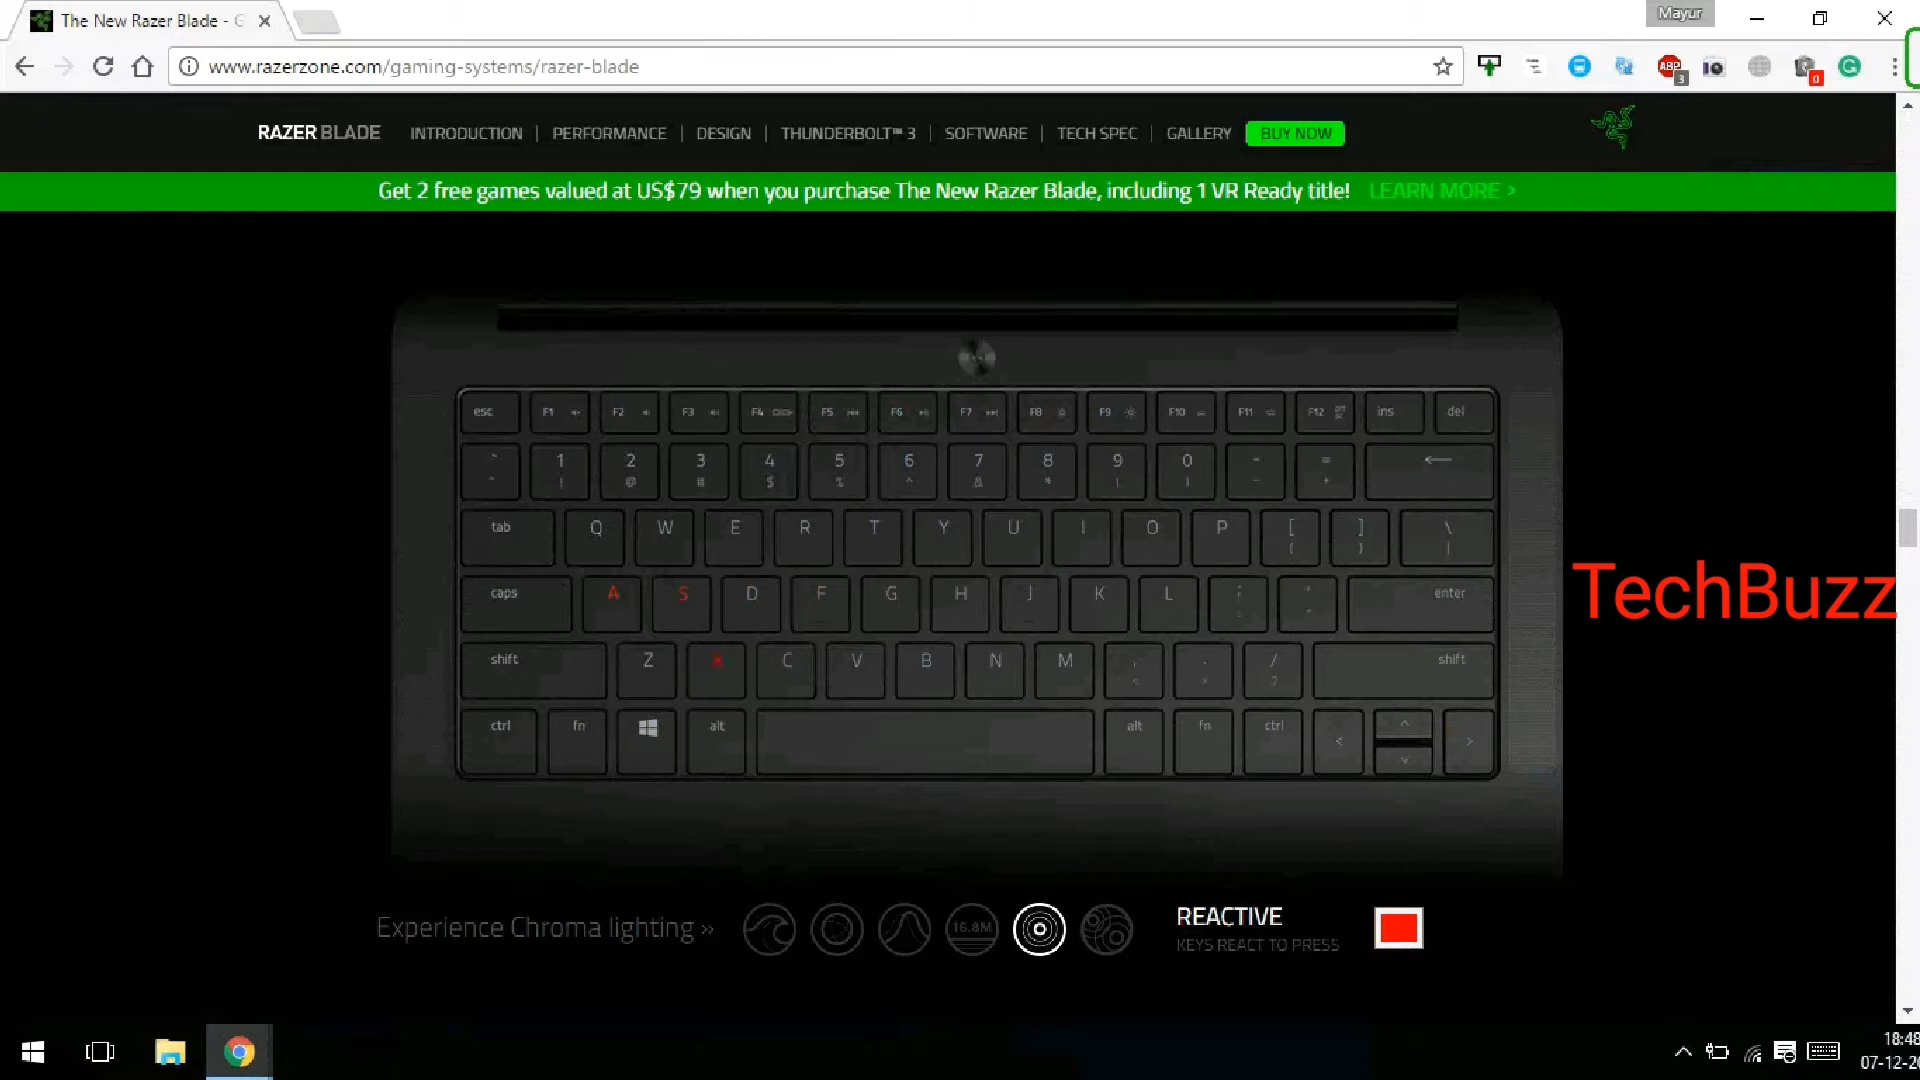 The New Razer Blade - G
Mayur
www.razerzone.com/gaming-systems/razer-blade
ABP
3
0
RAZER BLADE INTRODUCTION | PERFORMANCE | DESIGN | THUNDERBOLT™ 3 | SOFTWARE | TECH SPEC | GALLERY BUY NOW
Get 2 free games valued at US$79 when you purchase The New Razer Blade, including 1 VR Ready title! LEARN MORE >
esc F1 F2 F3 F4 F5 F6 F7 F8 F9 F10 F11 F12 ins del
1 2 3 4 5 6 7 8 9 0 - =
! @ # $ % ^ & * ( ) - +
tab Q W E R T Y U I O P [ ] \
{ } |
caps A S D F G H J K L ; ' enter
shift Z X C V B N M , . / shift
< > ?
ctrl fn alt alt fn ctrl < ^ >
v
TechBuzz
Experience Chroma lighting »
16.8M
REACTIVE
KEYS REACT TO PRESS
18:48
07-12-20